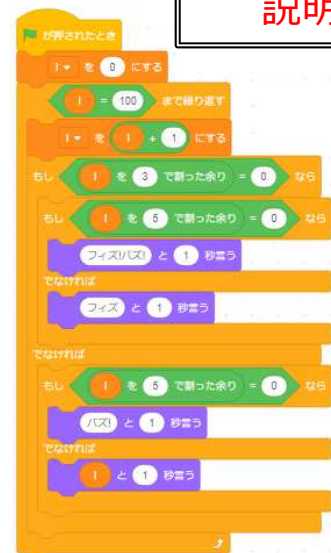 説明
が押されたとき
I を 0 にする
I = 100 まで繰り返す
I を I + 1 にする
もし I を 3 で割った余り = 0 なら
もし I を 5 で割った余り = 0 なら
フィズ!バズ! と 1 秒言う
でなければ
フィズ と 1 秒言う
でなければ
もし I を 5 で割った余り = 0 なら
バズ! と 1 秒言う
でなければ
I と 1 秒言う